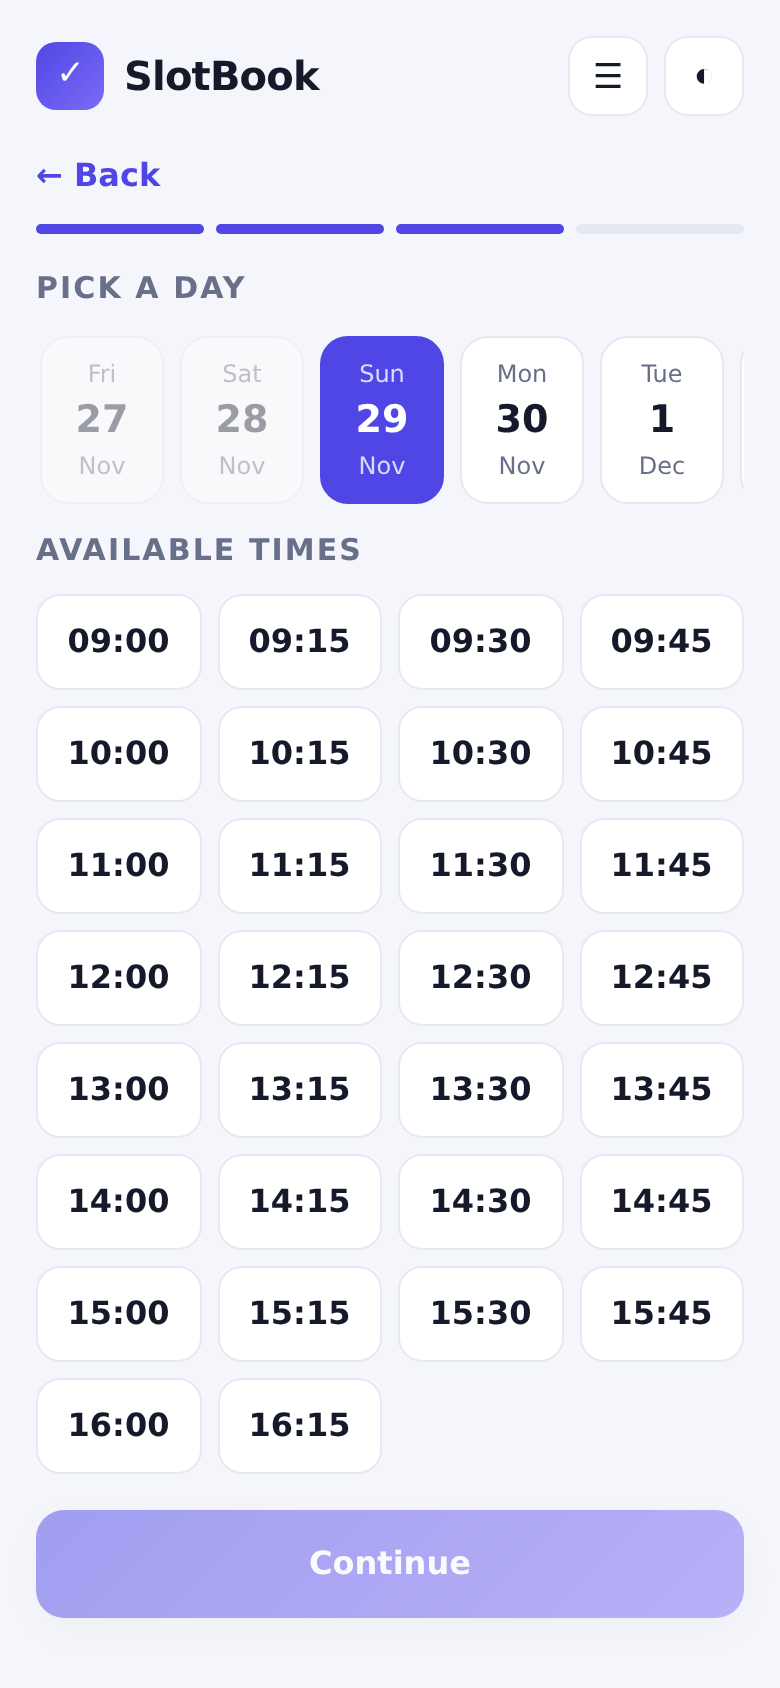 ✓ SlotBook ☰ ◐
← Back
PICK A DAY
Fri Sat Sun Mon Tue
27 28 29 30 1
Nov Nov Nov Nov Dec
AVAILABLE TIMES
09:00 09:15 09:30 09:45
10:00 10:15 10:30 10:45
11:00 11:15 11:30 11:45
12:00 12:15 12:30 12:45
13:00 13:15 13:30 13:45
14:00 14:15 14:30 14:45
15:00 15:15 15:30 15:45
16:00 16:15
Continue